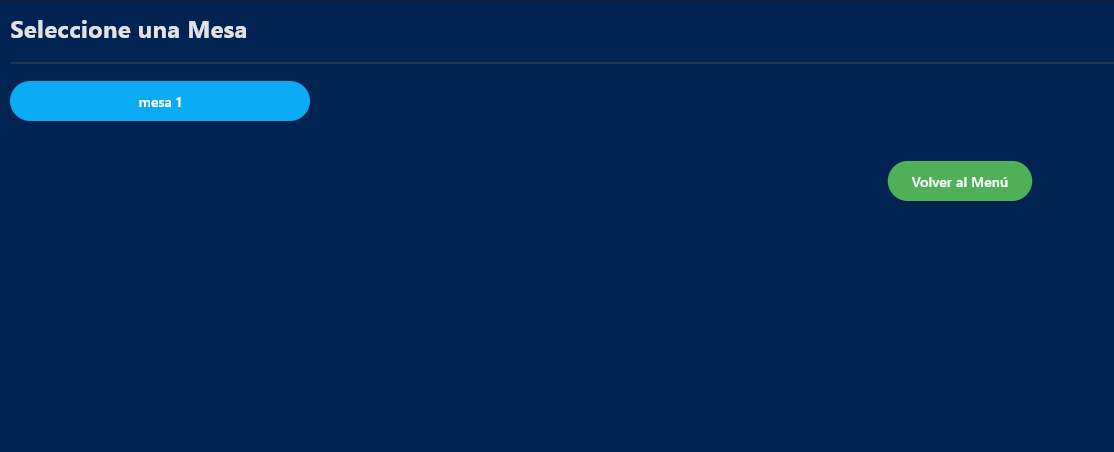 Seleccione una Mesa
mesa 1
Volver al Menú